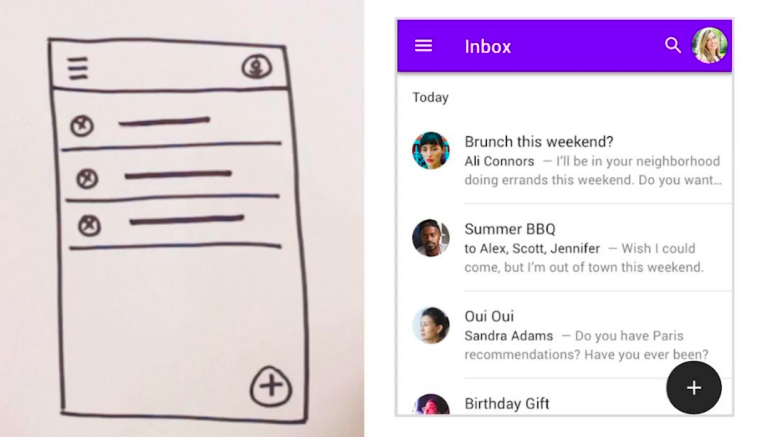 Inbox
Today
Brunch this weekend?
Ali Connors — I'll be in your neighborhood
doing errands this weekend. Do you want...
Summer BBQ
to Alex, Scott, Jennifer — Wish I could
come, but I'm out of town this weekend.
Oui Oui
Sandra Adams — Do you have Paris
recommendations? Have you ever been?
Birthday Gift